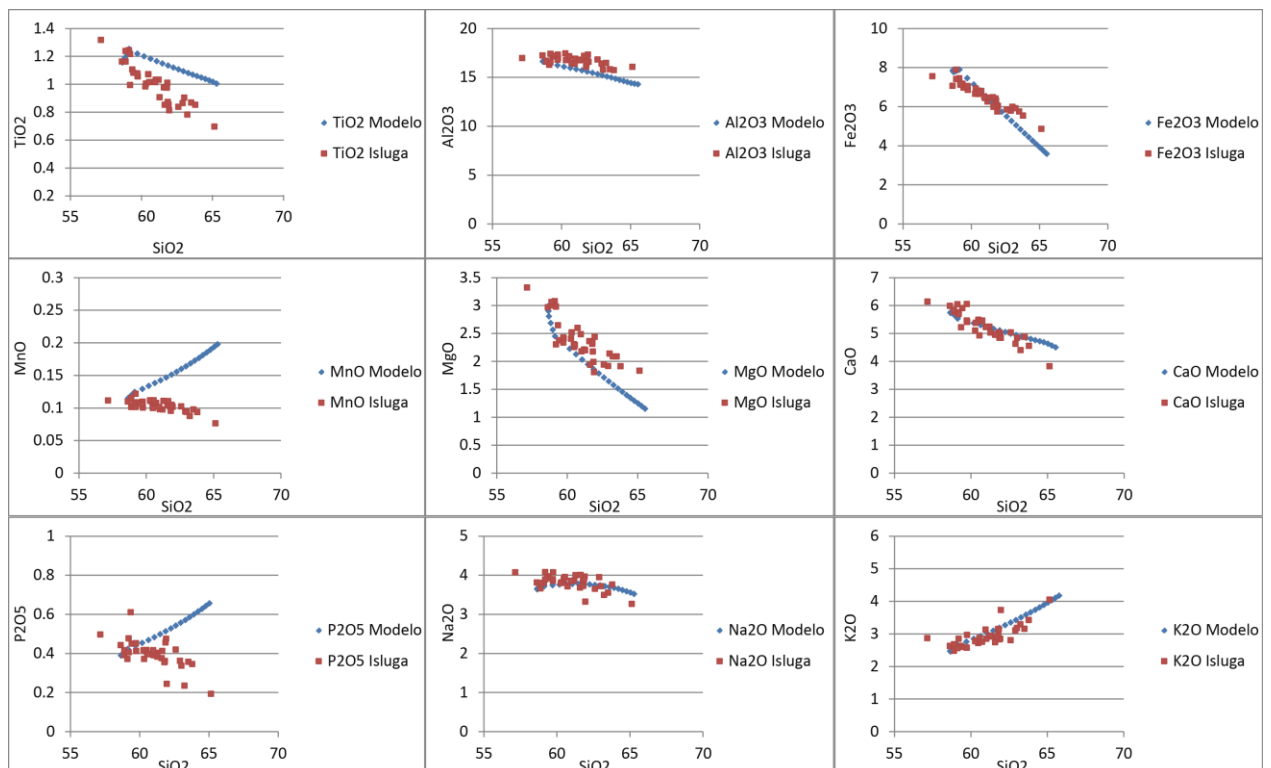 TiO2
1.4
1.2
1
0.8
0.6
0.4
0.2
55
60
65
70
SiO2
TiO2 Modelo
TiO2 Isluga
Al2O3
20
15
10
5
0
55
60
65
70
SiO2
Al2O3 Modelo
Al2O3 Isluga
Fe2O3
10
8
6
4
2
0
55
60
65
70
SiO2
Fe2O3 Modelo
Fe2O3 Isluga
MnO
0.3
0.25
0.2
0.15
0.1
0.05
0
55
60
65
70
SiO2
MnO Modelo
MnO Isluga
MgO
3.5
3
2.5
2
1.5
1
0.5
0
55
60
65
70
SiO2
MgO Modelo
MgO Isluga
CaO
7
6
5
4
3
2
1
0
55
60
65
70
SiO2
CaO Modelo
CaO Isluga
P2O5
1
0.8
0.6
0.4
0.2
0
55
60
65
70
SiO2
P2O5 Modelo
P2O5 Isluga
Na2O
5
4
3
2
1
0
55
60
65
70
SiO2
Na2O Modelo
Na2O Isluga
K2O
6
5
4
3
2
1
0
55
60
65
70
SiO2
K2O Modelo
K2O Isluga